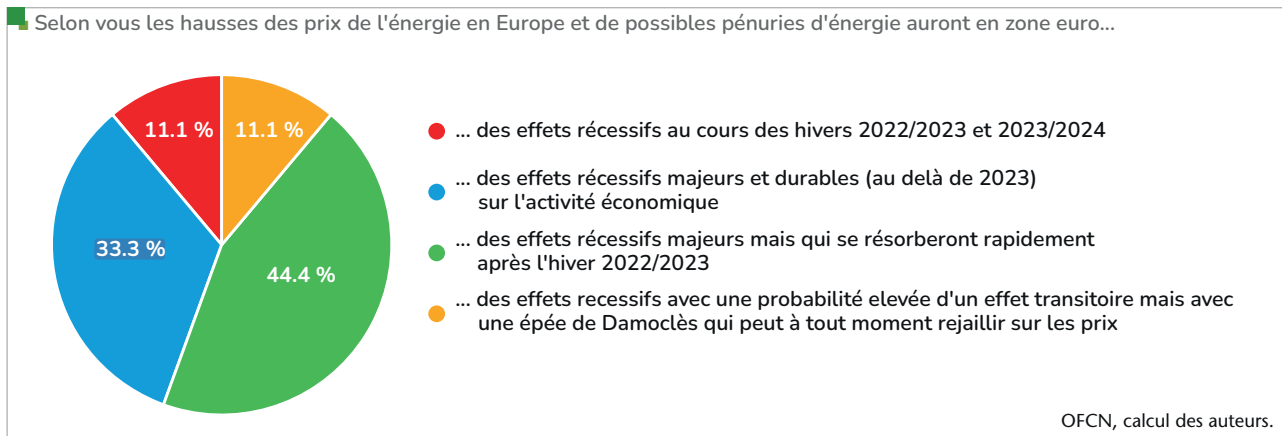 Selon vous les hausses des prix de l'énergie en Europe et de possibles pénuries d'énergie auront en zone euro...
11.1 %
11.1 %
33.3 %
44.4 %
... des effets récessifs au cours des hivers 2022/2023 et 2023/2024
... des effets récessifs majeurs et durables (au delà de 2023)
sur l'activité économique
... des effets récessifs majeurs mais qui se résorberont rapidement
après l'hiver 2022/2023
... des effets recessifs avec une probabilité elevée d'un effet transitoire mais avec
une épée de Damoclès qui peut à tout moment rejaillir sur les prix
OFCN, calcul des auteurs.